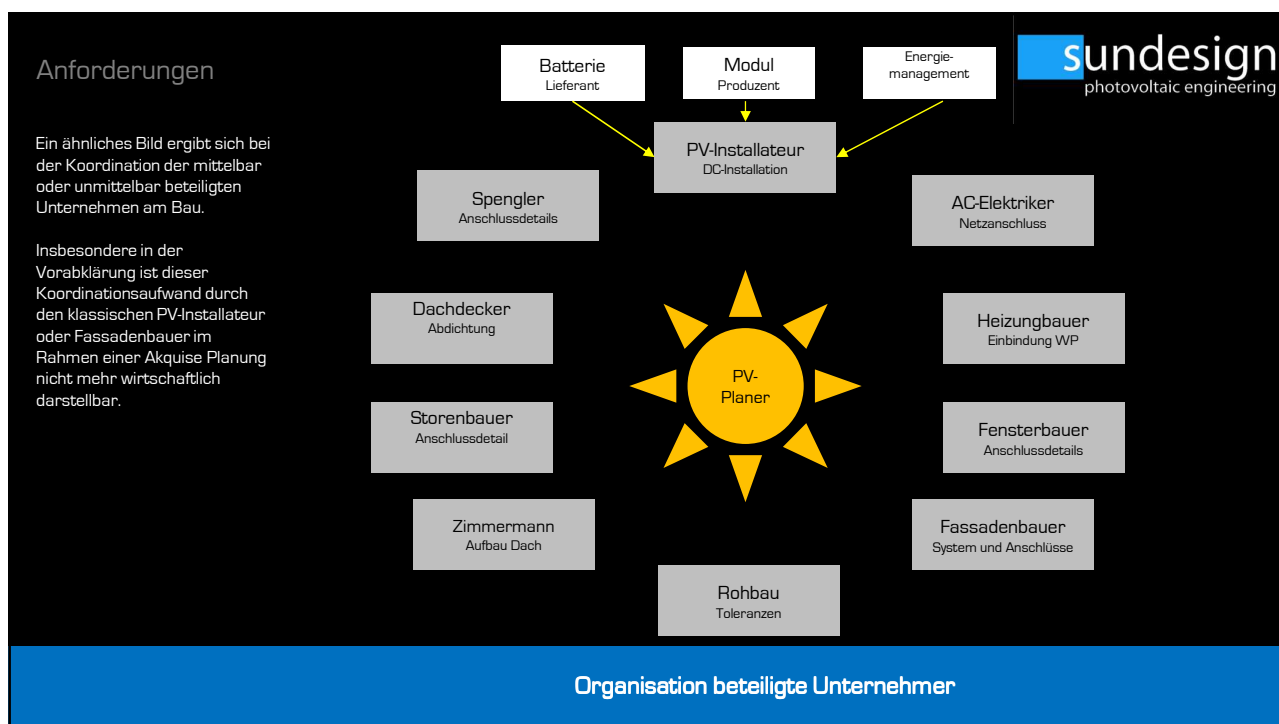 Anforderungen
Ein ähnliches Bild ergibt sich bei
der Koordination der mittelbar
oder unmittelbar beteiligten
Unternehmen am Bau.
Insbesondere in der
Vorabklärung ist dieser
Koordinationsaufwand durch
den klassischen PV-Installateur
oder Fassadenbauer im
Rahmen einer Akquise Planung
nicht mehr wirtschaftlich
darstellbar.
Batterie
Lieferant
Modul
Produzent
Energie-
management
sundesign
photovoltaic engineering
PV-Installateur
DC-Installation
Spengler
Anschlussdetails
AC-Elektriker
Netzanschluss
Dachdecker
Abdichtung
Heizungbauer
Einbindung WP
PV-
Planer
Storenbauer
Anschlussdetail
Fensterbauer
Anschlussdetails
Zimmermann
Aufbau Dach
Fassadenbauer
System und Anschlüsse
Rohbau
Toleranzen
Organisation beteiligte Unternehmer